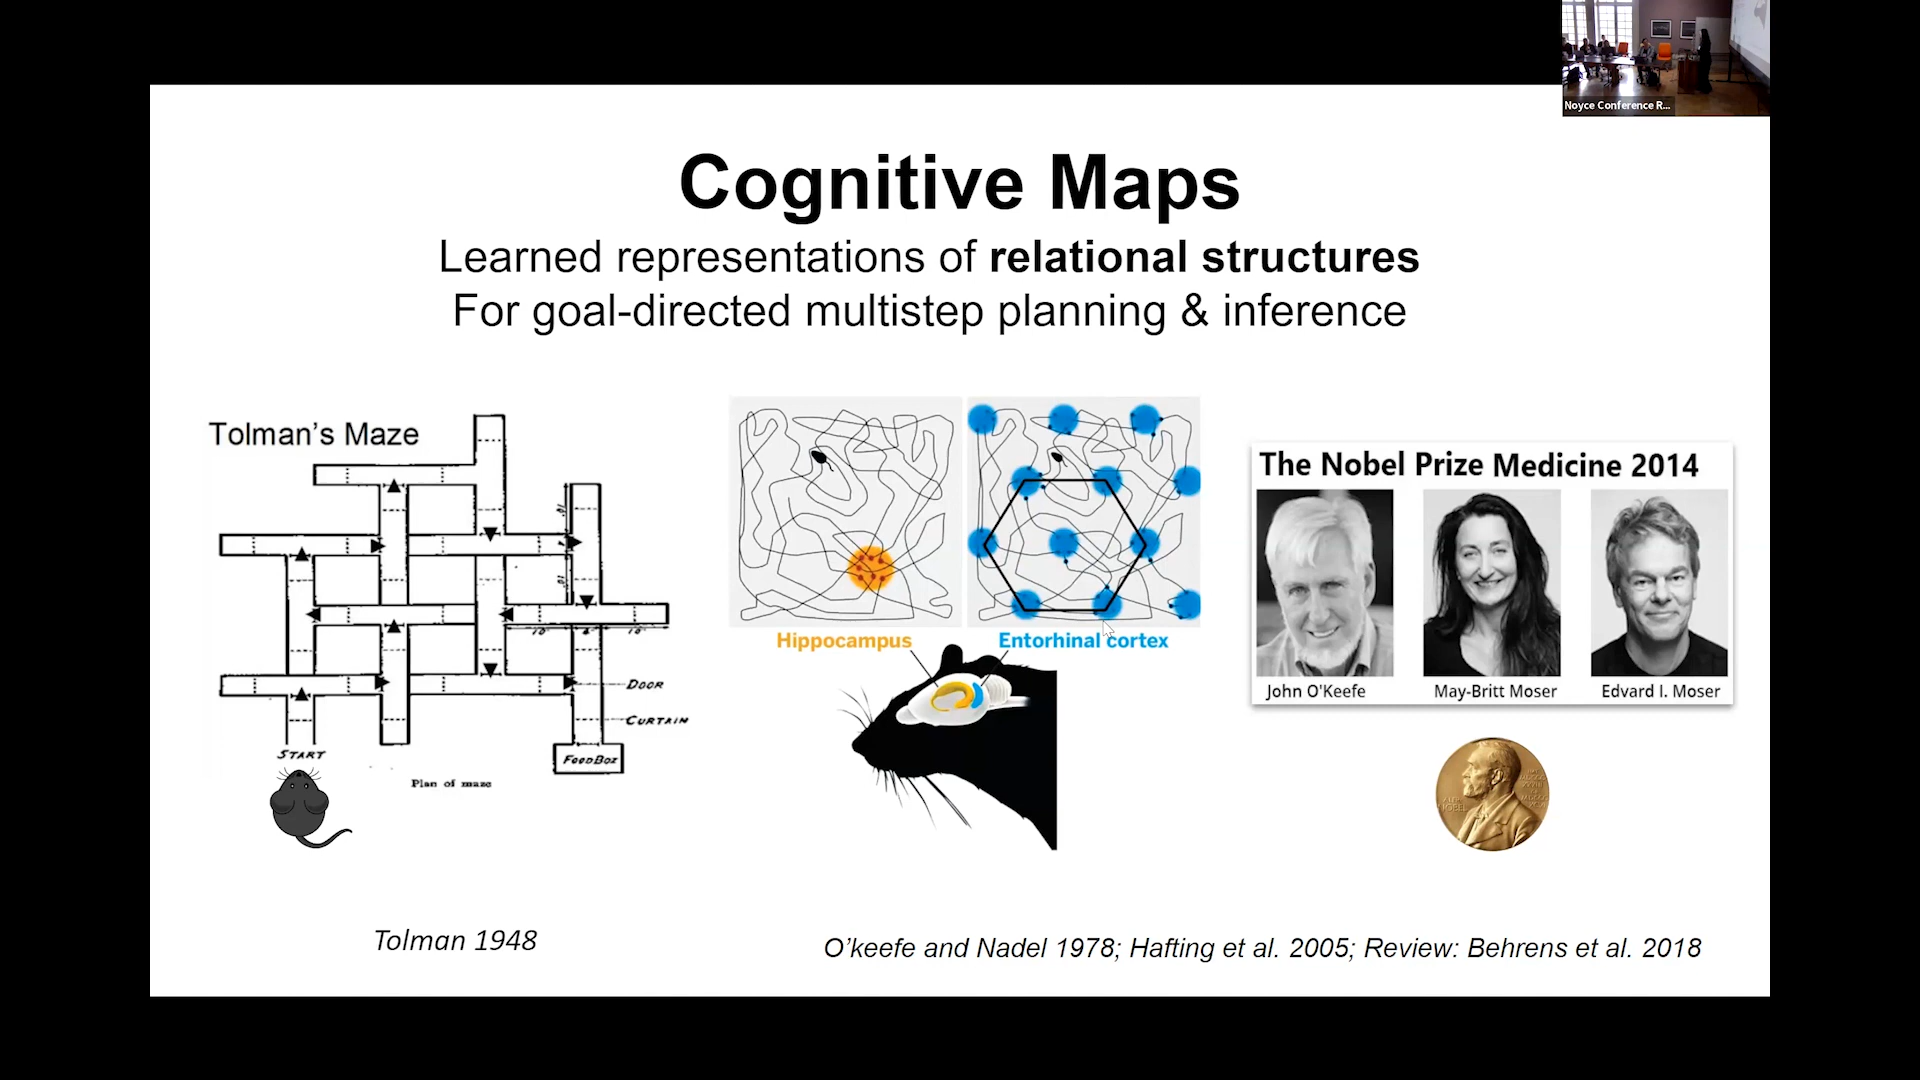 Noyce Conference R...
Cognitive Maps
Learned representations of relational structures
For goal-directed multistep planning & inference
Tolman's Maze
DOOR
CURTAIN
START
FOOD BOX
Plan of maze
Hippocampus
Entorhinal cortex
The Nobel Prize Medicine 2014
John O'Keefe
May-Britt Moser
Edvard I. Moser
Tolman 1948
O'keefe and Nadel 1978; Hafting et al. 2005; Review: Behrens et al. 2018